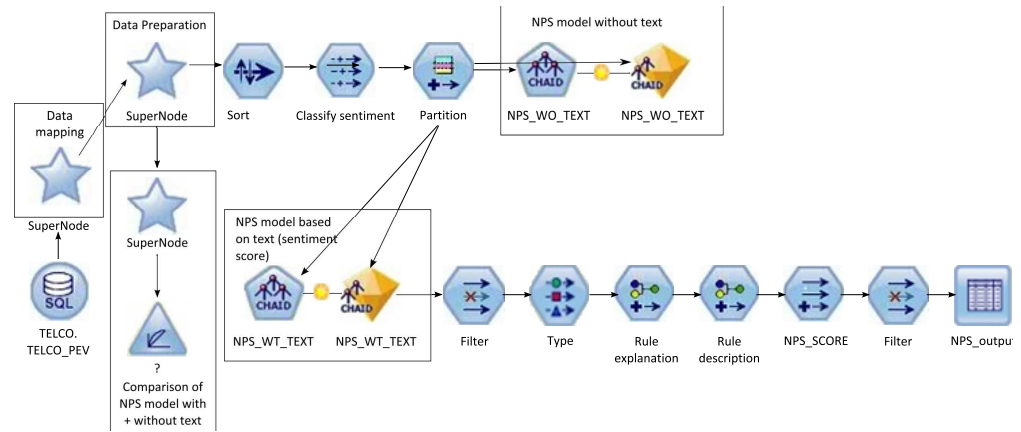 Data Preparation
SuperNode
Sort
Classify sentiment
Partition
NPS model without text
CHAID
NPS_WO_TEXT
CHAID
NPS_WO_TEXT
Data
mapping
SuperNode
SQL
TELCO.
TELCO_PEV
SuperNode
?
Comparison of
NPS model with
+ without text
NPS model based
on text (sentiment
score)
CHAID
NPS_WT_TEXT
CHAID
NPS_WT_TEXT
Filter
Type
Rule
explanation
Rule
description
NPS_SCORE
Filter
NPS_output